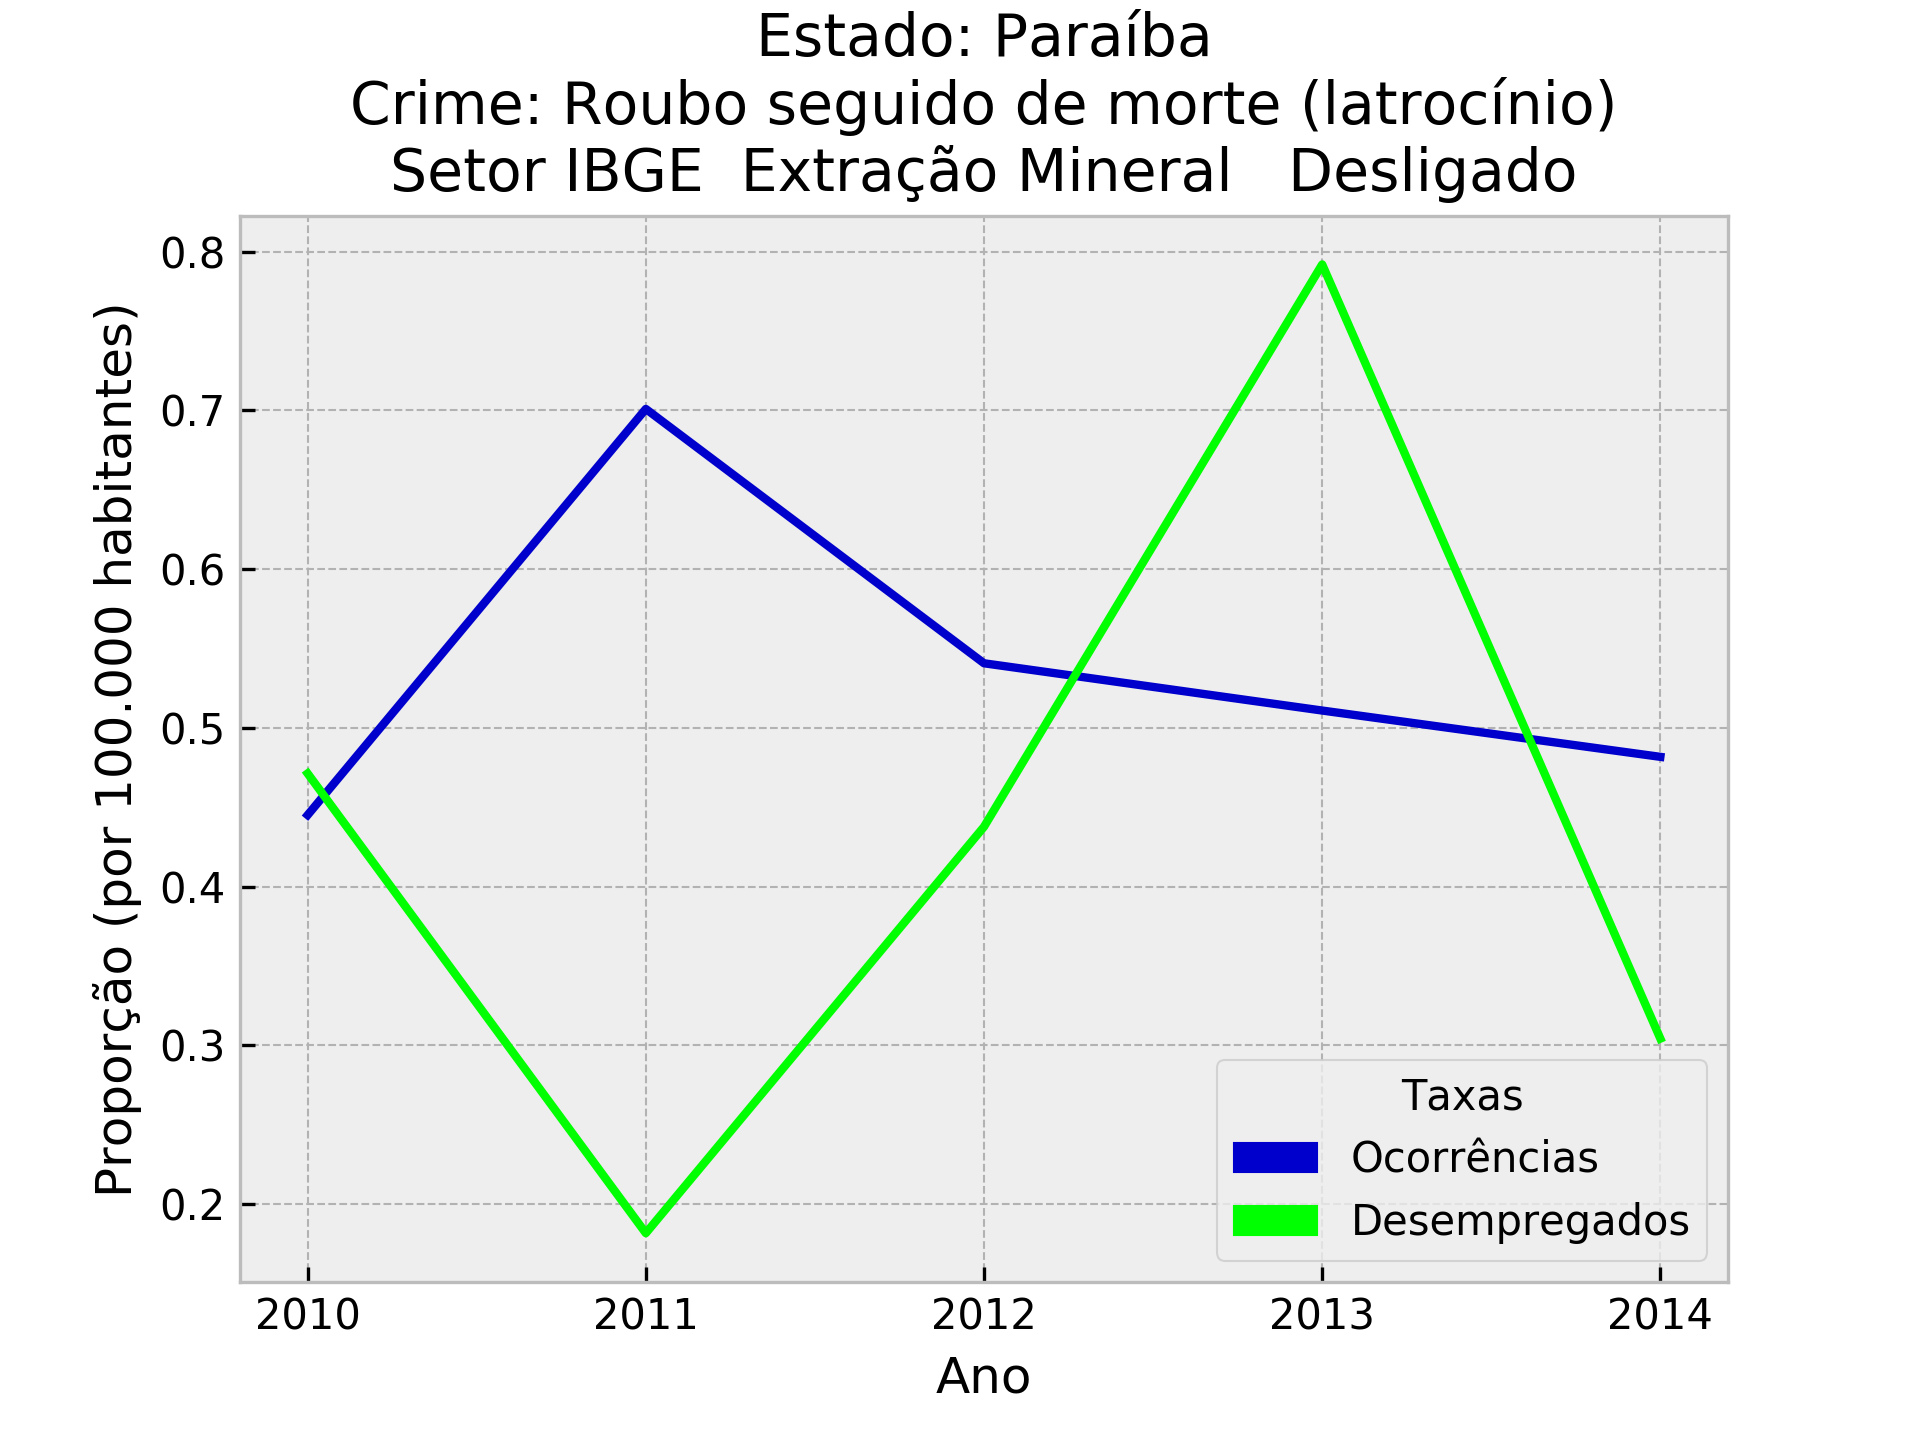 Estado: Paraíba
Crime: Roubo seguido de morte (latrocínio)
Setor IBGE  Extração Mineral   Desligado
Proporção (por 100.000 habitantes)
0.8
0.7
0.6
0.5
0.4
0.3
0.2
Taxas
Ocorrências
Desempregados
2010 2011 2012 2013 2014
Ano